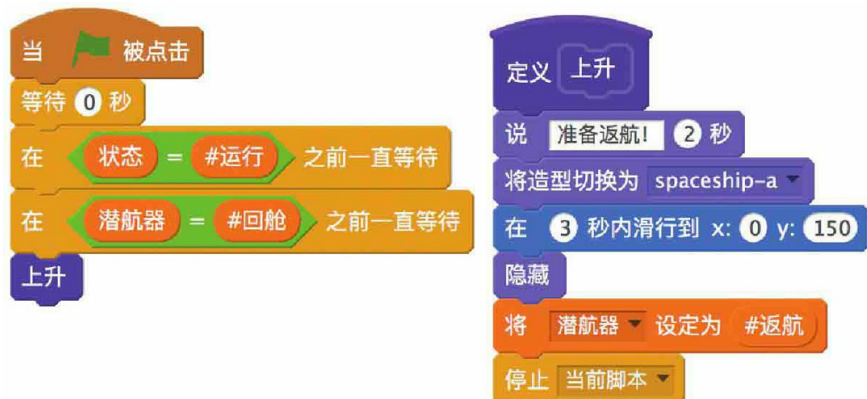 当 被点击
等待 0 秒
在 状态 = #运行 之前一直等待
在 潜航器 = #回舱 之前一直等待
上升
定义 上升
说 准备返航! 2 秒
将造型切换为 spaceship-a
在 3 秒内滑行到 x: 0 y: 150
隐藏
将 潜航器 设定为 #返航
停止 当前脚本